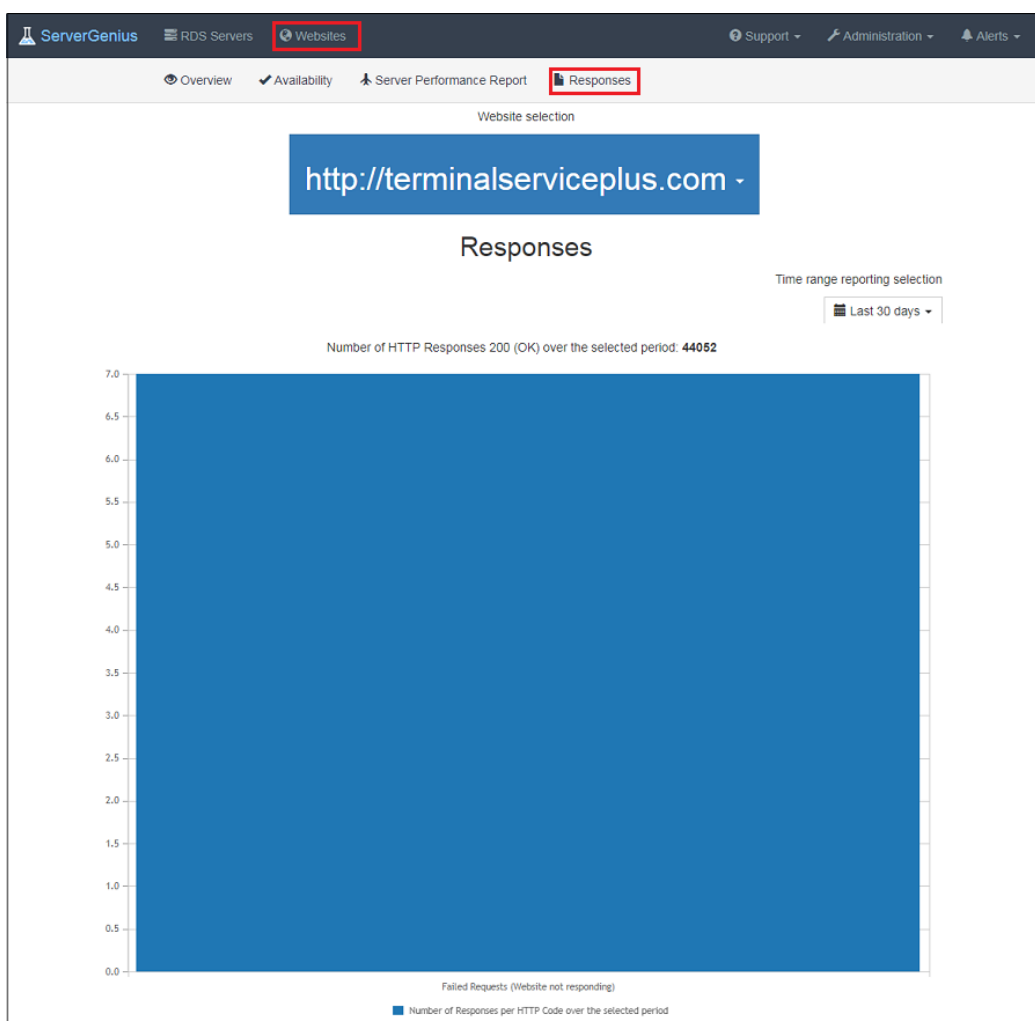 ServerGenius RDS Servers Websites Support Administration Alerts
Overview Availability Server Performance Report Responses
Website selection
http://terminalserviceplus.com
Responses
Time range reporting selection
Last 30 days
Number of HTTP Responses 200 (OK) over the selected period: 44052
7.0
6.5
6.0
5.5
5.0
4.5
4.0
3.5
3.0
2.5
2.0
1.5
1.0
0.5
0.0
Failed Requests (Website not responding)
Number of Responses per HTTP Code over the selected period